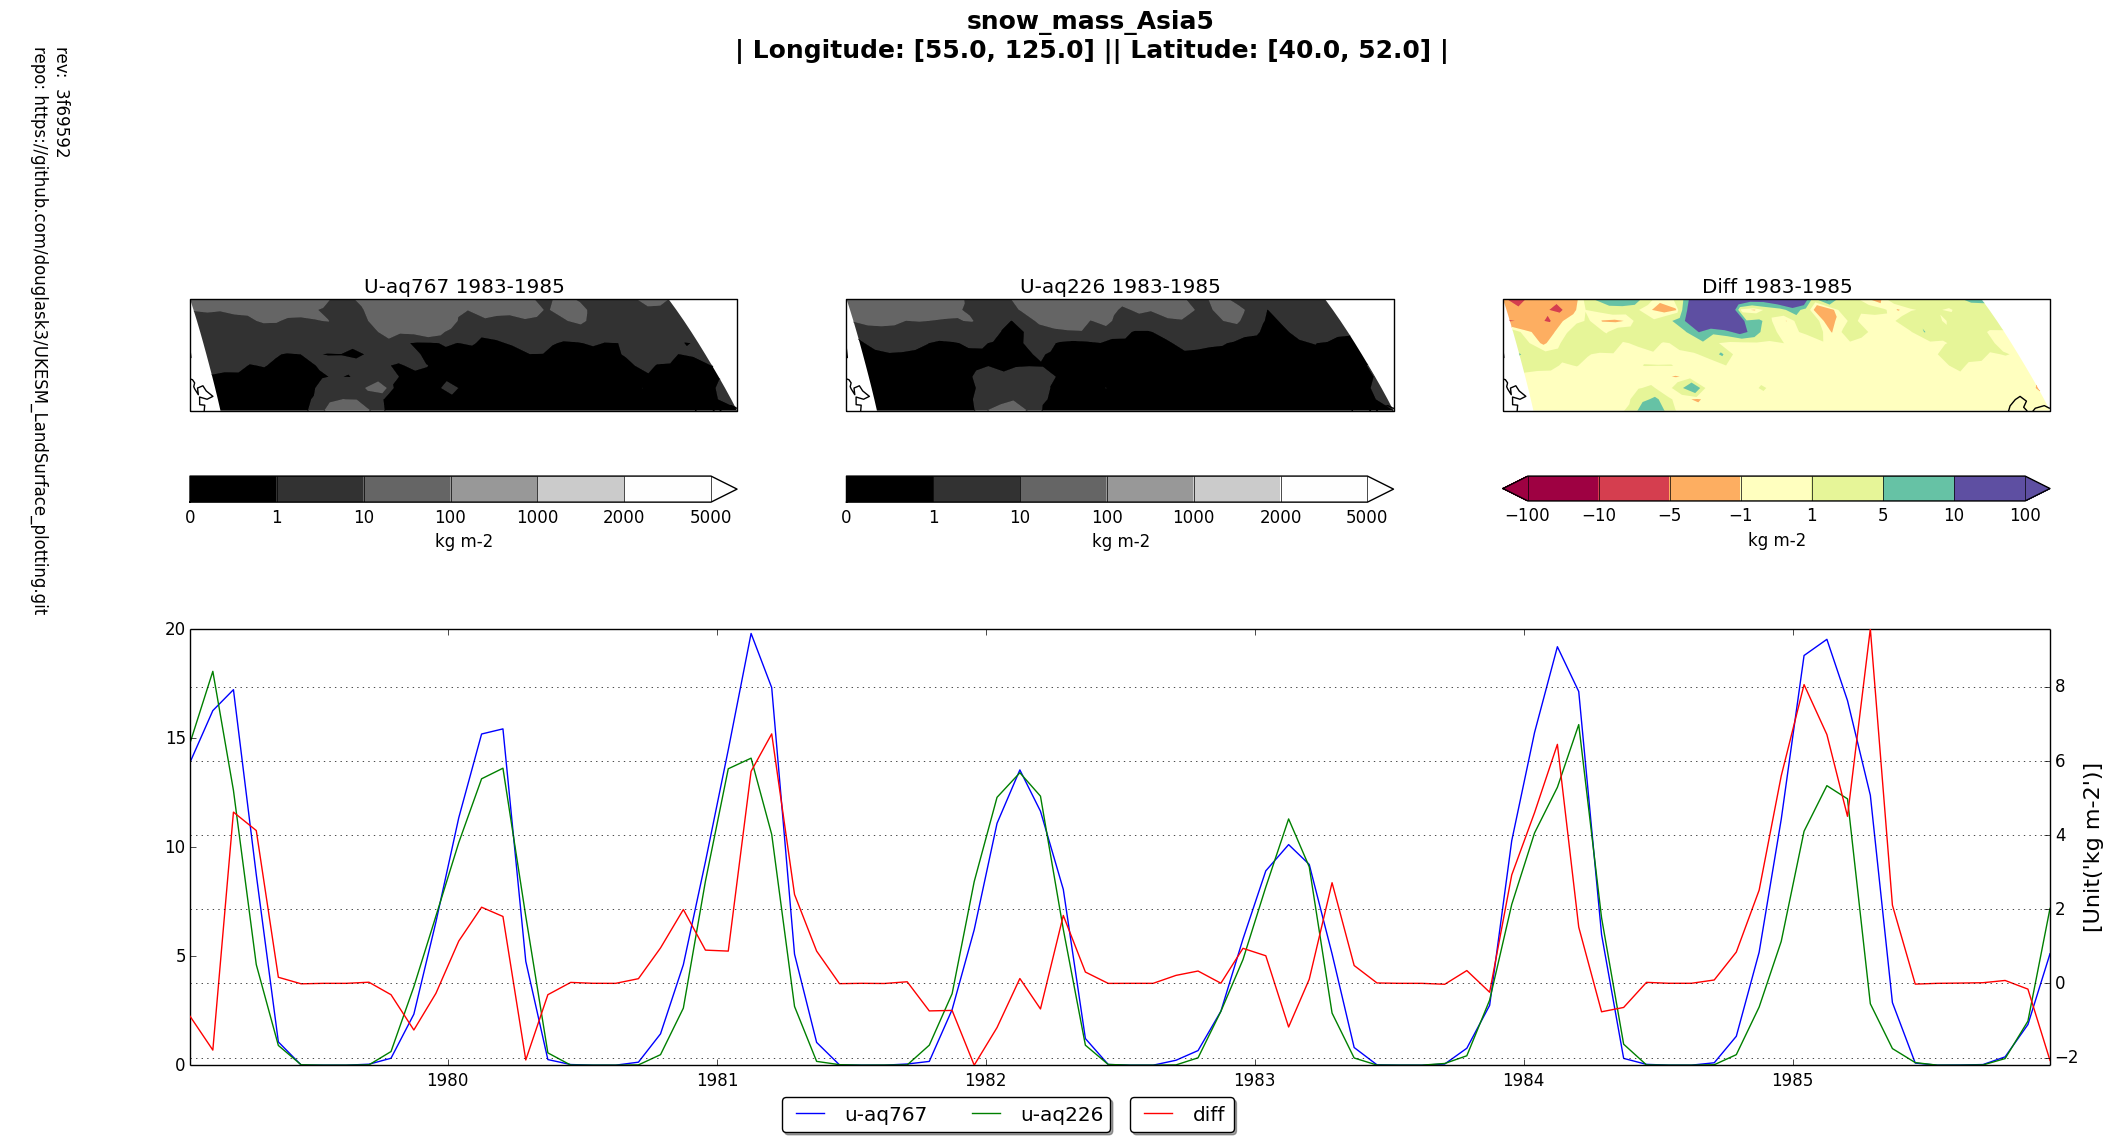 snow_mass_Asia5
| Longitude: [55.0, 125.0] || Latitude: [40.0, 52.0] |
rev: 3f69592
repo: https://github.com/douglask3/UKESM_LandSurface_plotting.git
U-aq767 1983-1985
U-aq226 1983-1985
Diff 1983-1985
0 1 10 100 1000 2000 5000
kg m-2
0 1 10 100 1000 2000 5000
kg m-2
−100 −10 −5 −1 1 5 10 100
kg m-2
20
15
10
5
0
8
6
4
2
0
−2
[Unit('kg m-2')]
1980 1981 1982 1983 1984 1985
u-aq767 u-aq226 diff